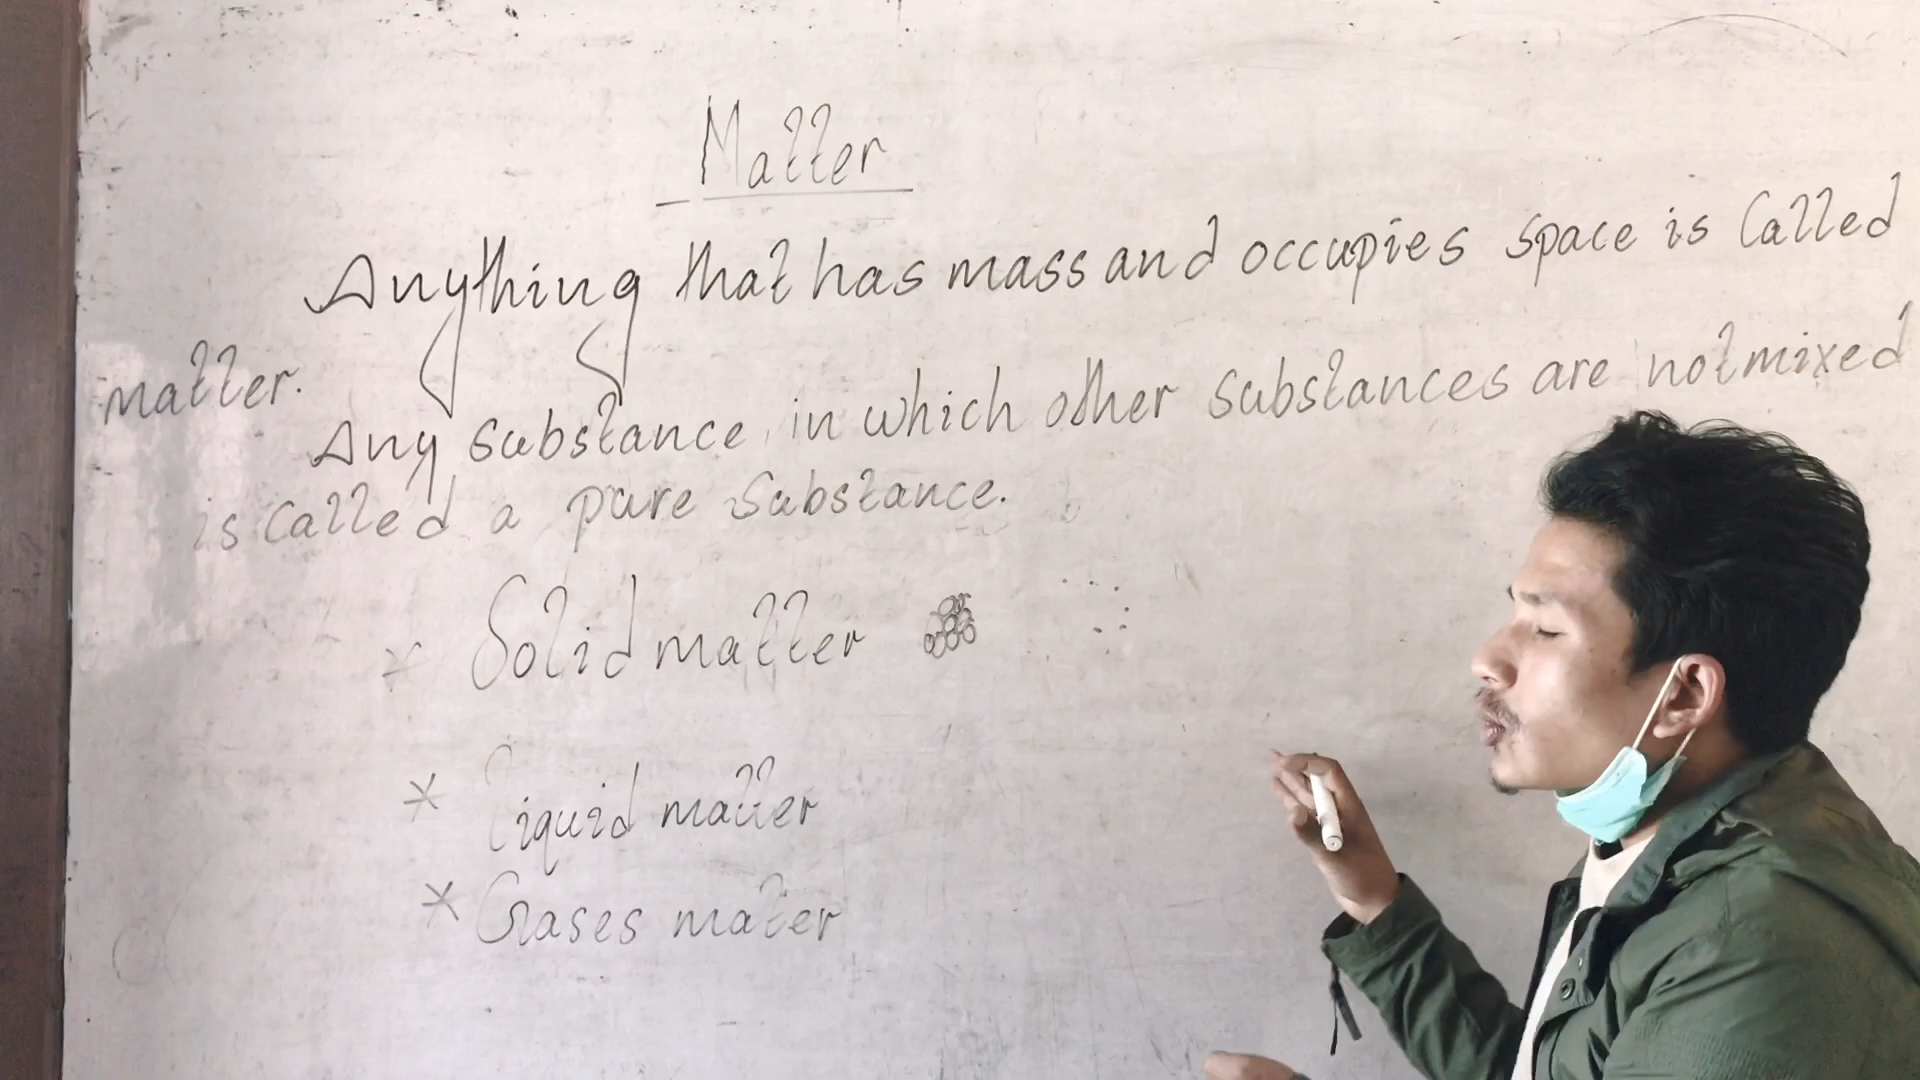 Matter
Anything that has mass and occupies space is Called
matter.
Any substance in which other substances are not mixed
is called a pure substance.
* Solid matter
* Liquid matter
* Gases mater